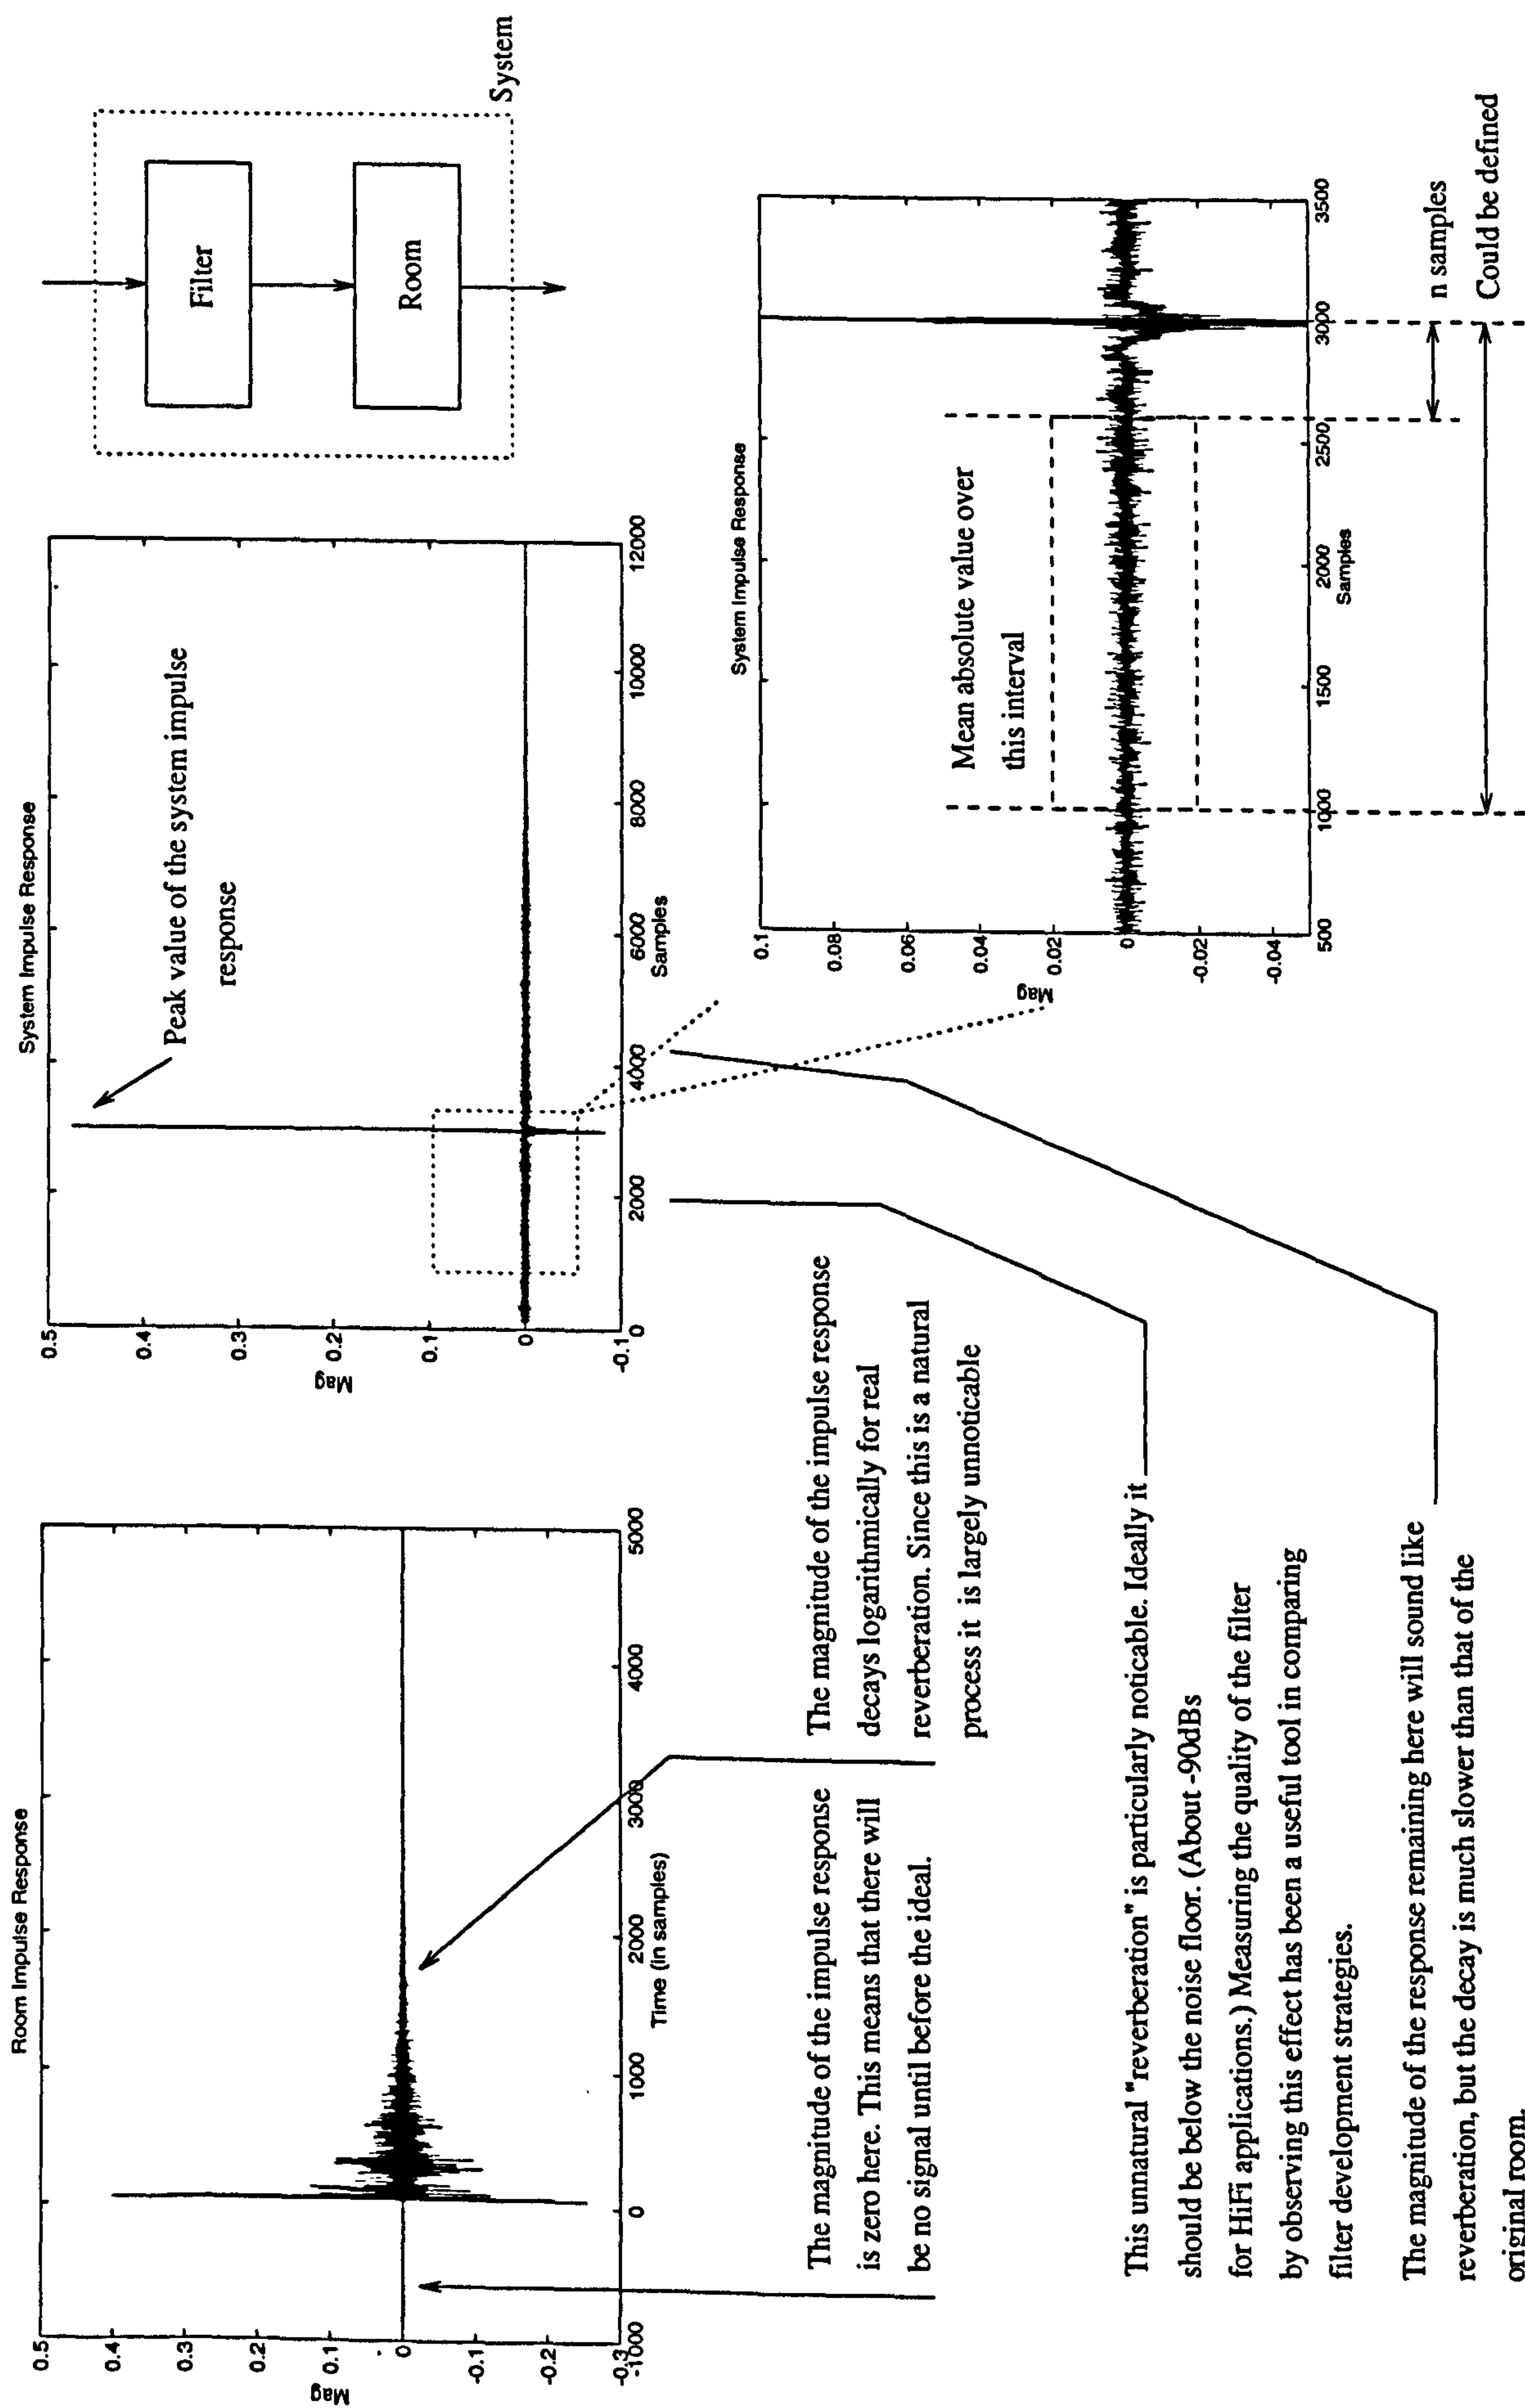 Room Impulse Response
0.5
0.4
0.3
0.2
0.1
0
-0.1
-0.2
-0.3
Mag
-1000
0
1000
2000
3000
4000
5000
Time (in samples)
System Impulse Response
0.5
0.4
0.3
0.2
0.1
0
-0.1
Mag
0
2000
4000
6000
8000
10000
12000
Samples
Peak value of the system impulse
response
Filter
Room
System
The magnitude of the impulse response
is zero here. This means that there will
be no signal until before the ideal.
The magnitude of the impulse response
decays logarithmically for real
reverberation. Since this is a natural
process it is largely unnoticable
System Impulse Response
0.1
0.08
0.06
0.04
0.02
0
-0.02
-0.04
Mag
500
1000
1500
2000
2500
3000
3500
Samples
Mean absolute value over
this interval
n samples
Could be defined
This unnatural "reverberation" is particularly noticable. Ideally it
should be below the noise floor. (About -90dBs
for HiFi applications.) Measuring the quality of the filter
by observing this effect has been a useful tool in comparing
filter development strategies.
The magnitude of the response remaining here will sound like
reverberation, but the decay is much slower than that of the
original room.